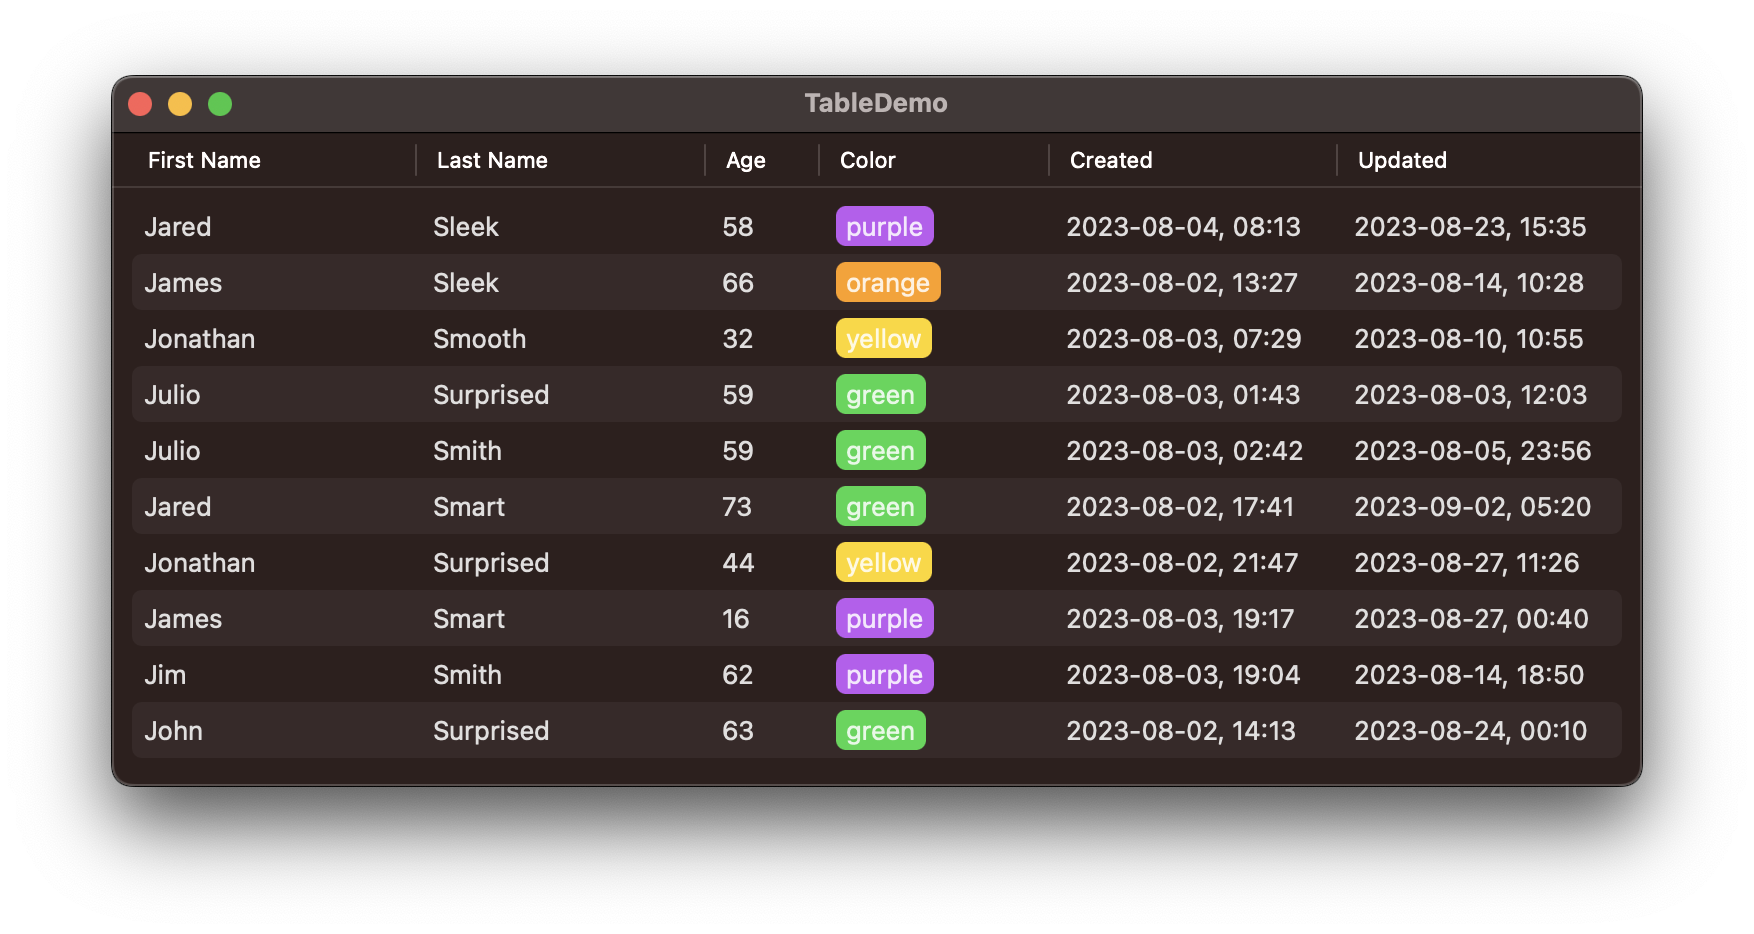 TableDemo
First Name Last Name Age Color Created Updated
Jared Sleek 58 purple 2023-08-04, 08:13 2023-08-23, 15:35
James Sleek 66 orange 2023-08-02, 13:27 2023-08-14, 10:28
Jonathan Smooth 32 yellow 2023-08-03, 07:29 2023-08-10, 10:55
Julio Surprised 59 green 2023-08-03, 01:43 2023-08-03, 12:03
Julio Smith 59 green 2023-08-03, 02:42 2023-08-05, 23:56
Jared Smart 73 green 2023-08-02, 17:41 2023-09-02, 05:20
Jonathan Surprised 44 yellow 2023-08-02, 21:47 2023-08-27, 11:26
James Smart 16 purple 2023-08-03, 19:17 2023-08-27, 00:40
Jim Smith 62 purple 2023-08-03, 19:04 2023-08-14, 18:50
John Surprised 63 green 2023-08-02, 14:13 2023-08-24, 00:10